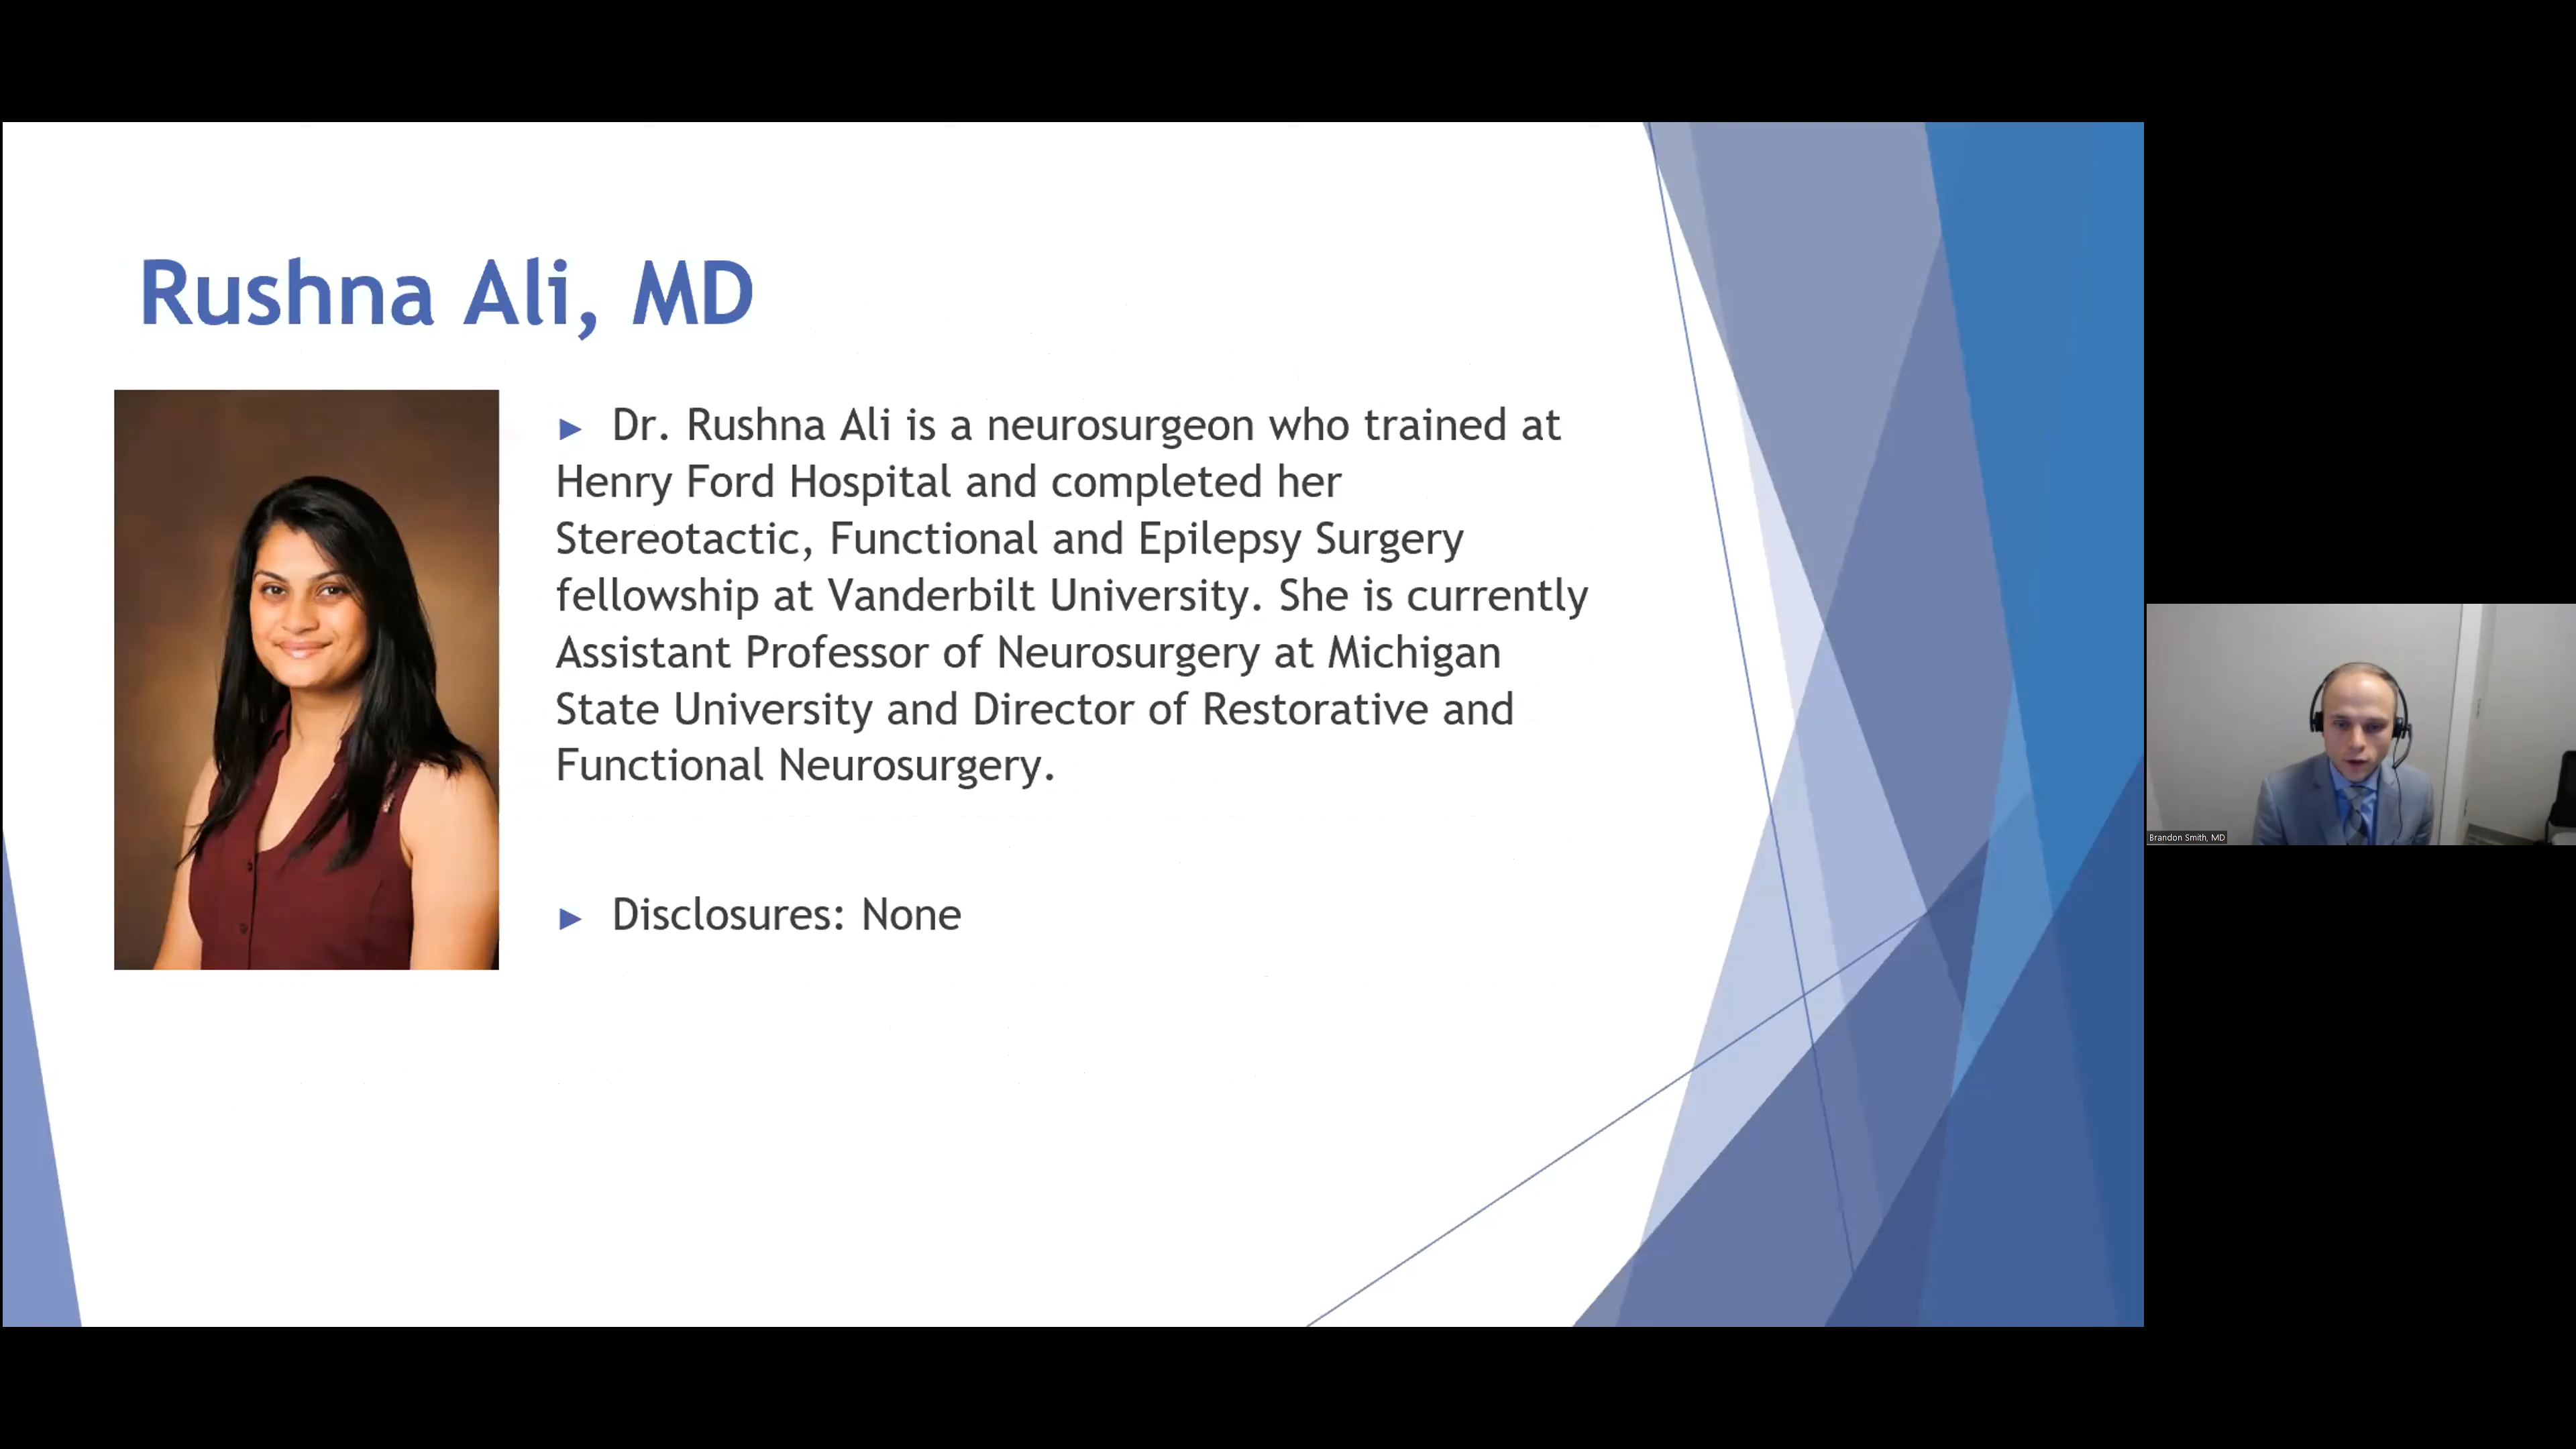 Rushna Ali, MD
► Dr. Rushna Ali is a neurosurgeon who trained at
Henry Ford Hospital and completed her
Stereotactic, Functional and Epilepsy Surgery
fellowship at Vanderbilt University. She is currently
Assistant Professor of Neurosurgery at Michigan
State University and Director of Restorative and
Functional Neurosurgery.
► Disclosures: None
Brandon Smith, MD